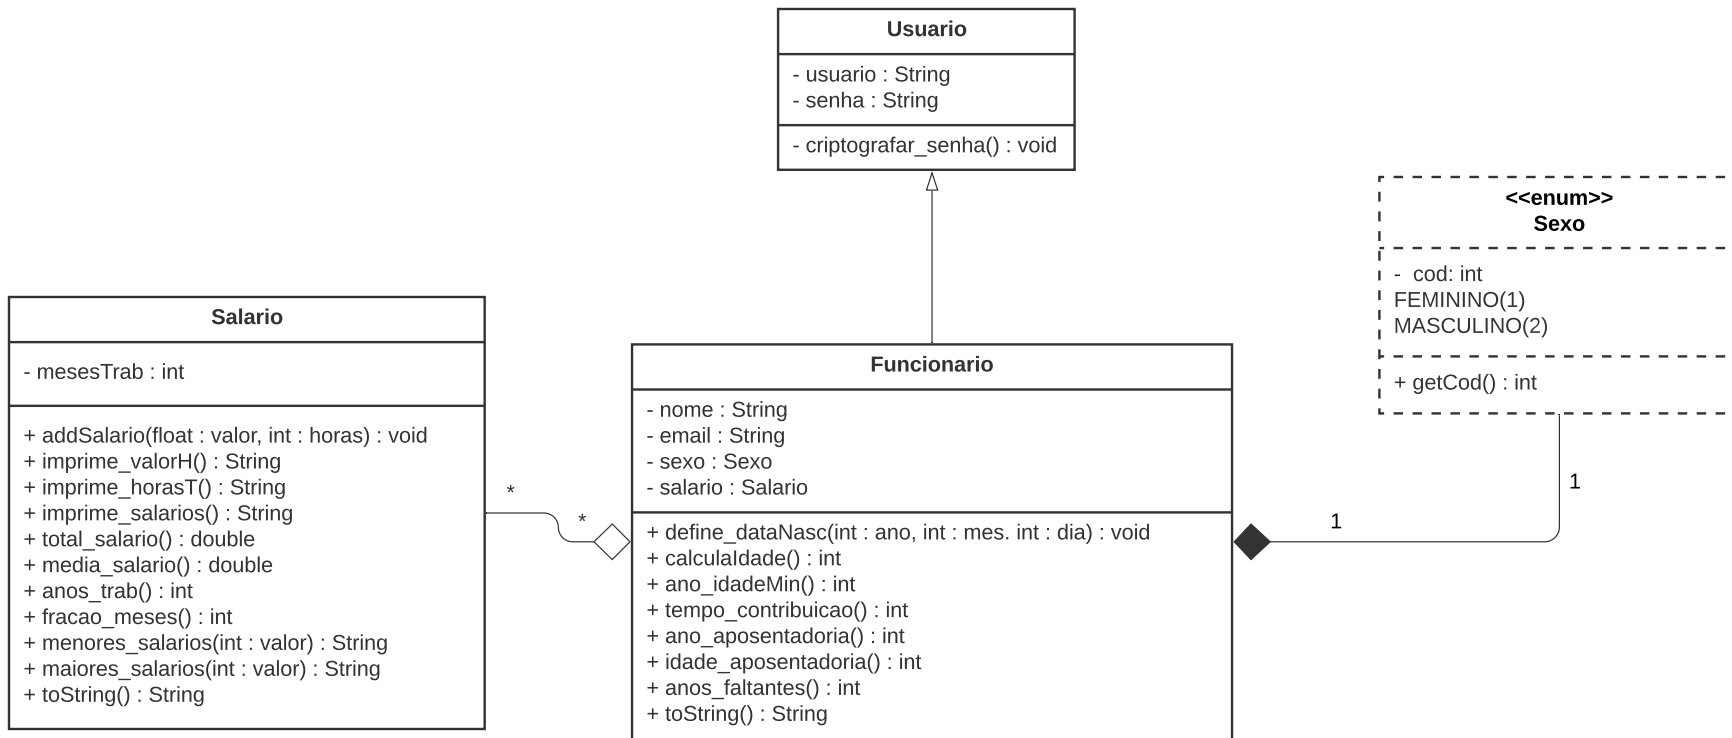 Usuario
- usuario : String
- senha : String
- criptografar_senha() : void
<<enum>>
Sexo
-  cod: int
FEMININO(1)
MASCULINO(2)
+ getCod() : int
Salario
- mesesTrab : int
+ addSalario(float : valor, int : horas) : void
+ imprime_valorH() : String
+ imprime_horasT() : String
+ imprime_salarios() : String
+ total_salario() : double
+ media_salario() : double
+ anos_trab() : int
+ fracao_meses() : int
+ menores_salarios(int : valor) : String
+ maiores_salarios(int : valor) : String
+ toString() : String
*
*
Funcionario
- nome : String
- email : String
- sexo : Sexo
- salario : Salario
+ define_dataNasc(int : ano, int : mes. int : dia) : void
+ calculaIdade() : int
+ ano_idadeMin() : int
+ tempo_contribuicao() : int
+ ano_aposentadoria() : int
+ idade_aposentadoria() : int
+ anos_faltantes() : int
+ toString() : String
1
1